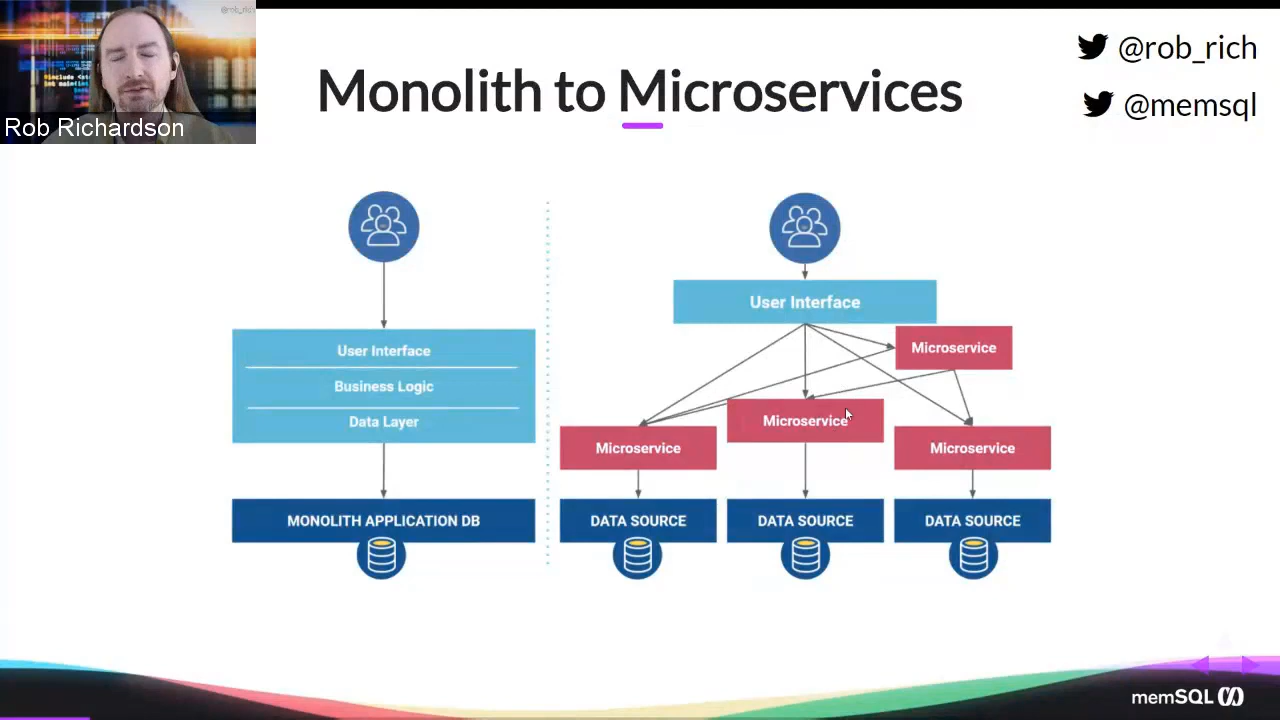 @rob_rich
Rob Richardson
Monolith to Microservices
@rob_rich
@memsql
User Interface
Business Logic
Data Layer
MONOLITH APPLICATION DB
User Interface
Microservice
Microservice
Microservice
Microservice
DATA SOURCE
DATA SOURCE
DATA SOURCE
memSQL